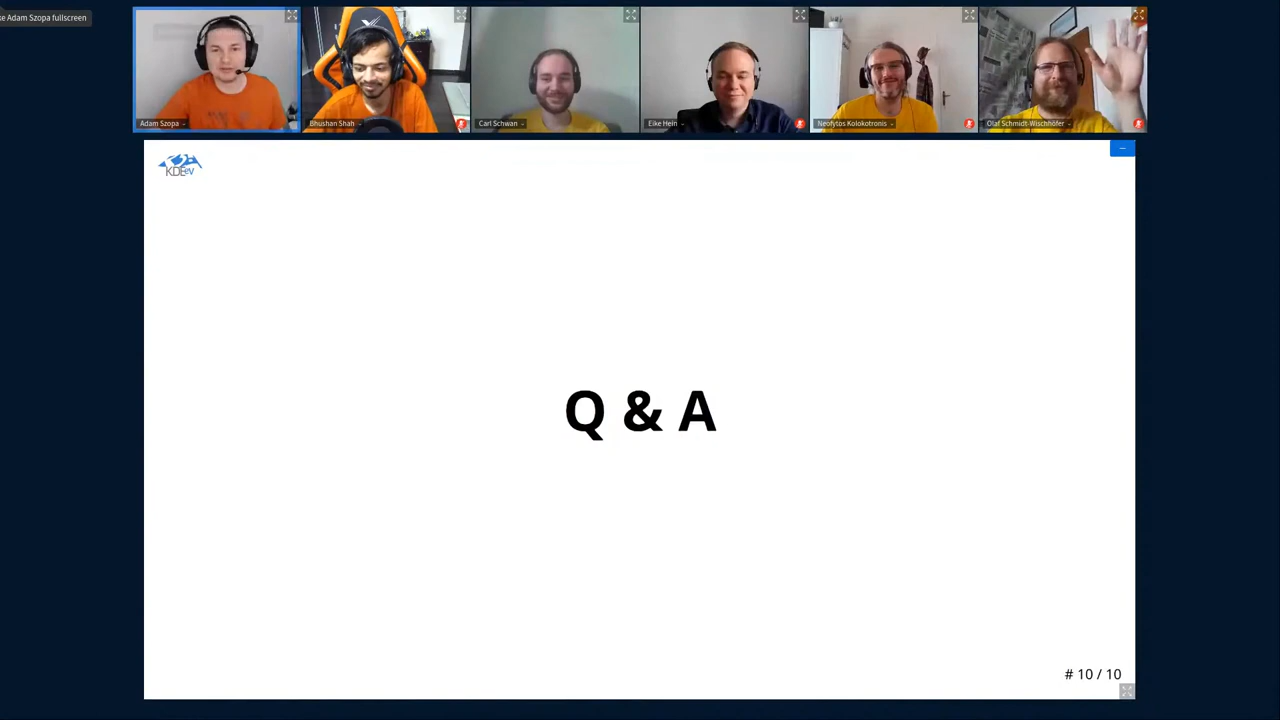 ke Adam Szopa fullscreen
Adam Szopa
Bhushan Shah
Carl Schwan
Eike Hein
Neofytos Kolokotronis
Olaf Schmidt-Wischhöfer
KDE eV
Q & A
# 10 / 10